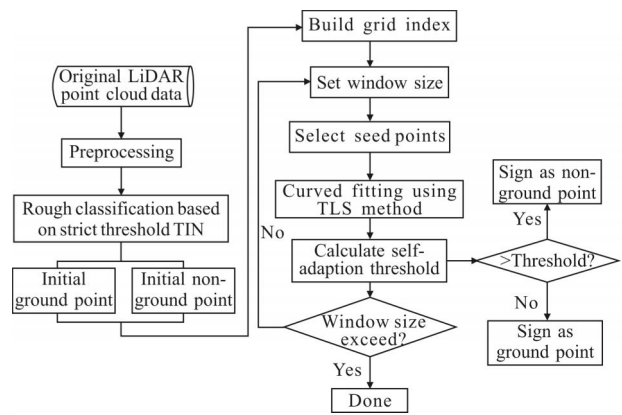 Original LiDAR
point cloud data
Preprocessing
Rough classification based
on strict threshold TIN
Initial
ground point
Initial non-
ground point
Build grid index
Set window size
Select seed points
Curved fitting using
TLS method
No
Calculate self-
adaption threshold
Window size
exceed?
Yes
Done
Sign as non-
ground point
Yes
>Threshold?
No
Sign as
ground point